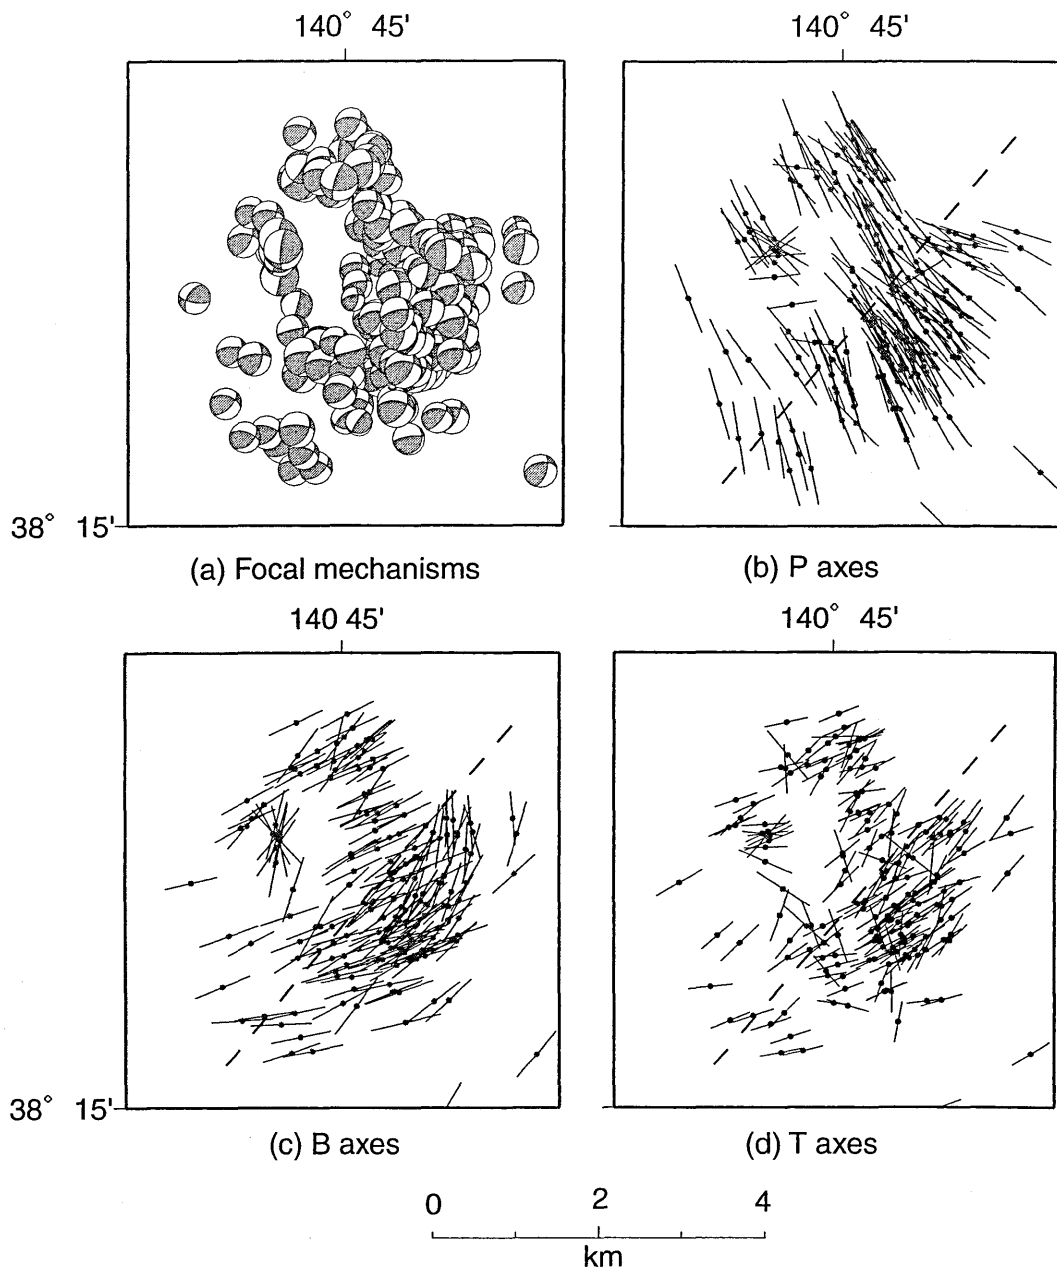 140° 45'
140° 45'
38° 15'
(a) Focal mechanisms
(b) P axes
140 45'
140° 45'
38° 15'
(c) B axes
(d) T axes
0 2 4
km